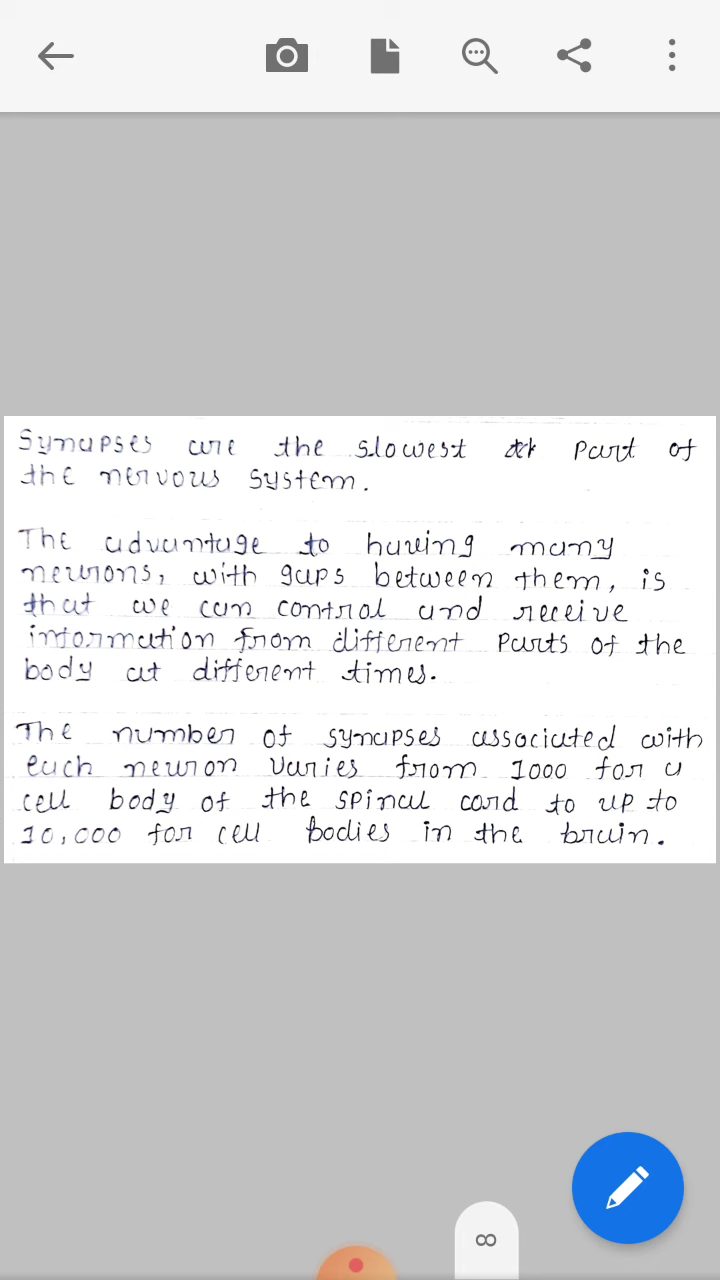 Synapses are the slowest part of
the nervous system.
The advantage to having many
neurons, with gaps between them, is
that we can control and receive
information from different parts of the
body at different times.
The number of synapses associated with
each neuron varies from 1000 for a
cell body of the spinal cord to up to
10,000 for cell bodies in the brain.
8